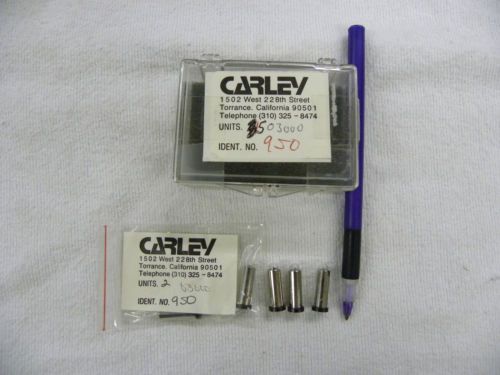 CARLEY
1502 West 228th Street
Torrance, California 90501
Telephone (310) 325-8474
UNITS. 503000
IDENT. NO. 950
CARLEY
1502 West 228th Street
Torrance, California 90501
Telephone (310) 325-8474
UNITS. 2
IDENT. NO. 950